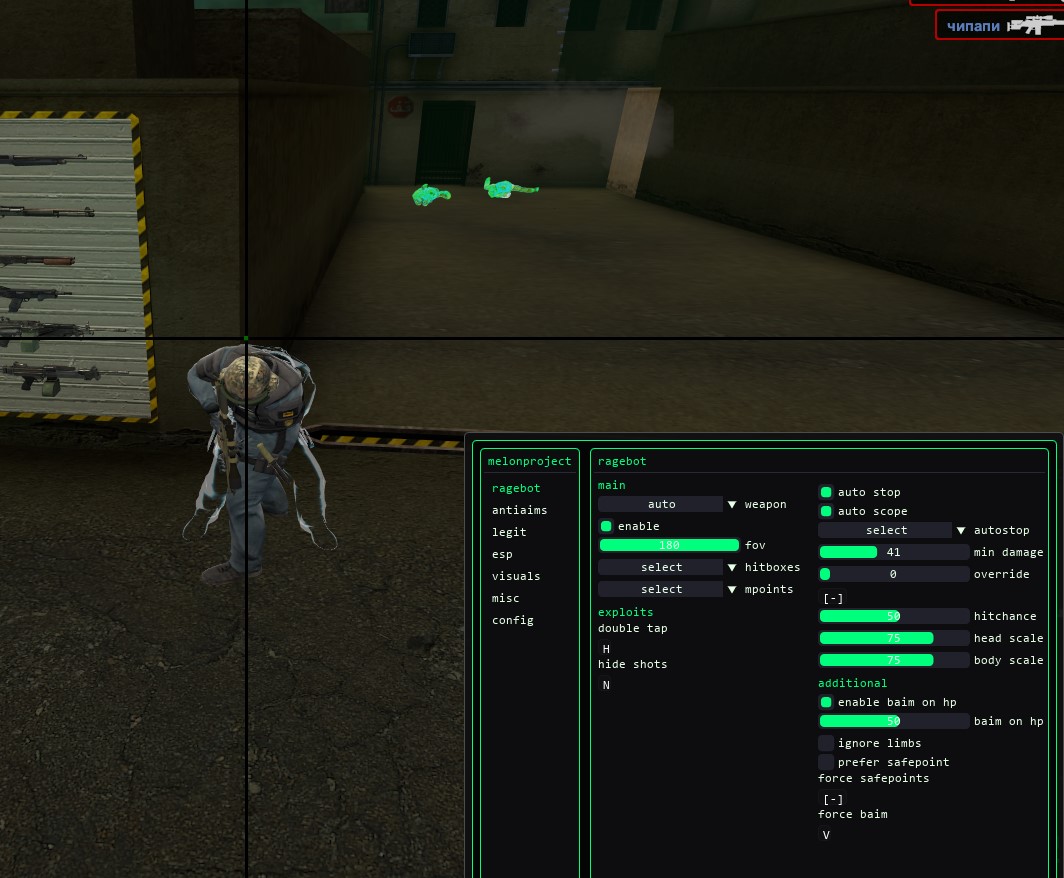 чипапи
melonproject
ragebot
antiaims
legit
esp
visuals
misc
config
ragebot
main
auto weapon
enable
180 fov
select hitboxes
select mpoints
exploits
double tap
H
hide shots
N
auto stop
auto scope
select autostop
41 min damage
0 override
[-]
50 hitchance
75 head scale
75 body scale
additional
enable baim on hp
50 baim on hp
ignore limbs
prefer safepoint
force safepoints
[-]
force baim
V